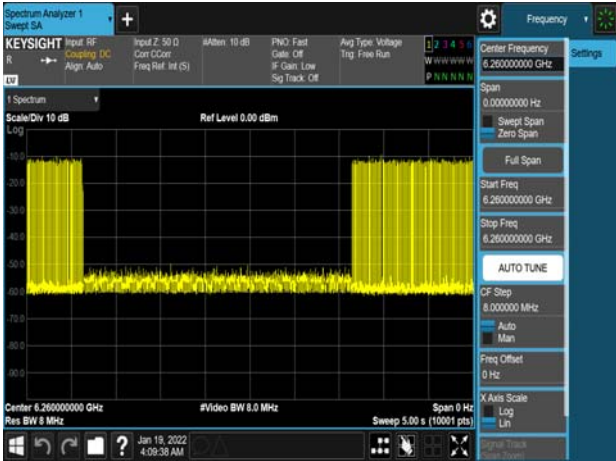 Spectrum Analyzer 1
Swept SA
+
Frequency
KEYSIGHT
R
Input: RF
Coupling: DC
Align: Auto
Input Z: 50 Ω
Corr CCorr
Freq Ref: Int (S)
#Atten: 10 dB
PNO: Fast
Gate: Off
IF Gain: Low
Sig Track: Off
Avg Type: Voltage
Trig: Free Run
1 2 3 4 5 6
W W W W W W
P N N N N N
1 Spectrum
Scale/Div 10 dB
Ref Level 0.00 dBm
Log
-10.0
-20.0
-30.0
-40.0
-50.0
-60.0
-70.0
-80.0
-90.0
Center 6.260000000 GHz
#Video BW 8.0 MHz
Span 0 Hz
Res BW 8 MHz
Sweep 5.00 s (10001 pts)
Center Frequency
6.260000000 GHz
Settings
Span
0.00000000 Hz
Swept Span
Zero Span
Full Span
Start Freq
6.260000000 GHz
Stop Freq
6.260000000 GHz
AUTO TUNE
CF Step
8.000000 MHz
Auto
Man
Freq Offset
0 Hz
X Axis Scale
Log
Lin
Signal Track
(Span Zoom)
?
Jan 19, 2022
4:09:38 AM